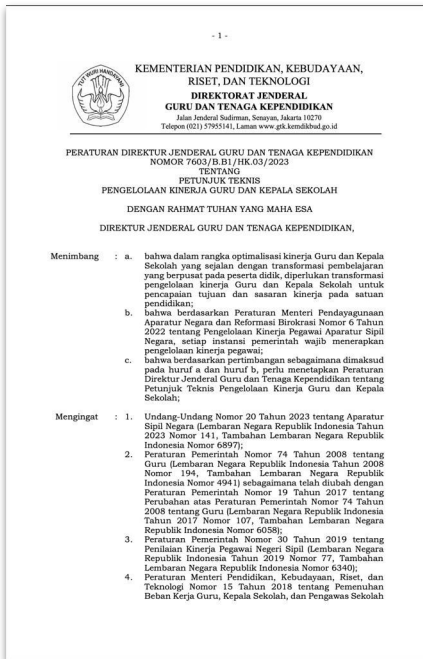 - 1 -
TUT WURI HANDAYANI
KEMENTERIAN PENDIDIKAN, KEBUDAYAAN,
RISET, DAN TEKNOLOGI
DIREKTORAT JENDERAL
GURU DAN TENAGA KEPENDIDIKAN
Jalan Jenderal Sudirman, Senayan, Jakarta 10270
Telepon (021) 57955141, Laman www.gtk.kemdikbud.go.id
PERATURAN DIREKTUR JENDERAL GURU DAN TENAGA KEPENDIDIKAN
NOMOR 7603/B.B1/HK.03/2023
TENTANG
PETUNJUK TEKNIS
PENGELOLAAN KINERJA GURU DAN KEPALA SEKOLAH
DENGAN RAHMAT TUHAN YANG MAHA ESA
DIREKTUR JENDERAL GURU DAN TENAGA KEPENDIDIKAN,
Menimbang : a. bahwa dalam rangka optimalisasi kinerja Guru dan Kepala
Sekolah yang sejalan dengan transformasi pembelajaran
yang berpusat pada peserta didik, diperlukan transformasi
pengelolaan kinerja Guru dan Kepala Sekolah untuk
pencapaian tujuan dan sasaran kinerja pada satuan
pendidikan;
b. bahwa berdasarkan Peraturan Menteri Pendayagunaan
Aparatur Negara dan Reformasi Birokrasi Nomor 6 Tahun
2022 tentang Pengelolaan Kinerja Pegawai Aparatur Sipil
Negara, setiap instansi pemerintah wajib menerapkan
pengelolaan kinerja pegawai;
c. bahwa berdasarkan pertimbangan sebagaimana dimaksud
pada huruf a dan huruf b, perlu menetapkan Peraturan
Direktur Jenderal Guru dan Tenaga Kependidikan tentang
Petunjuk Teknis Pengelolaan Kinerja Guru dan Kepala
Sekolah;
Mengingat : 1. Undang-Undang Nomor 20 Tahun 2023 tentang Aparatur
Sipil Negara (Lembaran Negara Republik Indonesia Tahun
2023 Nomor 141, Tambahan Lembaran Negara Republik
Indonesia Nomor 6897);
2. Peraturan Pemerintah Nomor 74 Tahun 2008 tentang
Guru (Lembaran Negara Republik Indonesia Tahun 2008
Nomor 194, Tambahan Lembaran Negara Republik
Indonesia Nomor 4941) sebagaimana telah diubah dengan
Peraturan Pemerintah Nomor 19 Tahun 2017 tentang
Perubahan atas Peraturan Pemerintah Nomor 74 Tahun
2008 tentang Guru (Lembaran Negara Republik Indonesia
Tahun 2017 Nomor 107, Tambahan Lembaran Negara
Republik Indonesia Nomor 6058);
3. Peraturan Pemerintah Nomor 30 Tahun 2019 tentang
Penilaian Kinerja Pegawai Negeri Sipil (Lembaran Negara
Republik Indonesia Tahun 2019 Nomor 77, Tambahan
Lembaran Negara Republik Indonesia Nomor 6340);
4. Peraturan Menteri Pendidikan, Kebudayaan, Riset, dan
Teknologi Nomor 15 Tahun 2018 tentang Pemenuhan
Beban Kerja Guru, Kepala Sekolah, dan Pengawas Sekolah